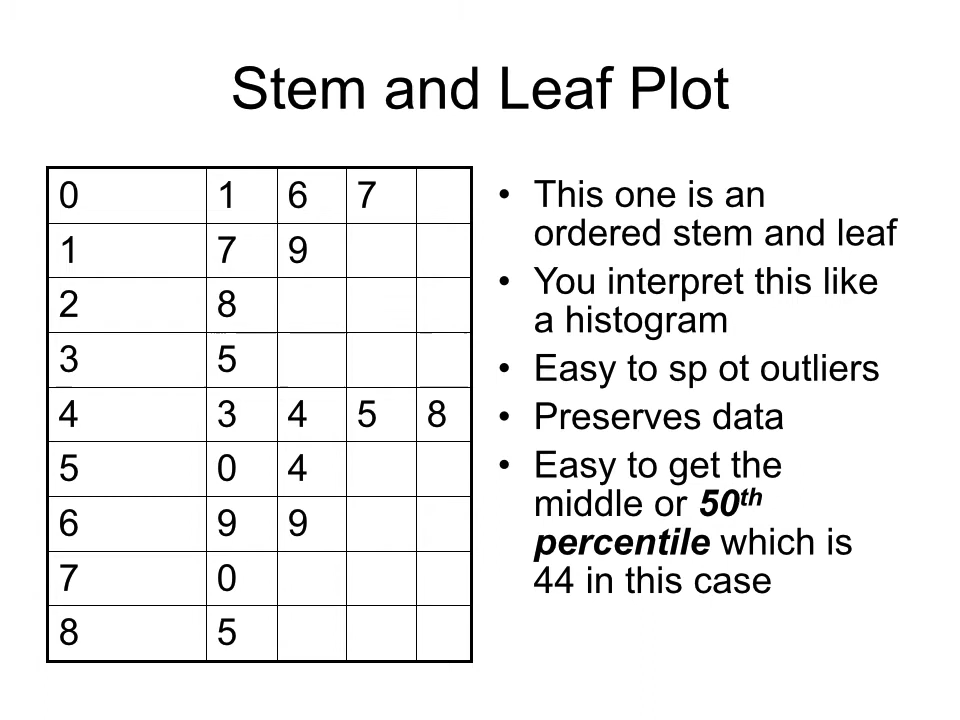 Stem and Leaf Plot
0 1 6 7
1 7 9
2 8
3 5
4 3 4 5 8
5 0 4
6 9 9
7 0
8 5
• This one is an
ordered stem and leaf
• You interpret this like
a histogram
• Easy to sp ot outliers
• Preserves data
• Easy to get the
middle or 50th
percentile which is
44 in this case